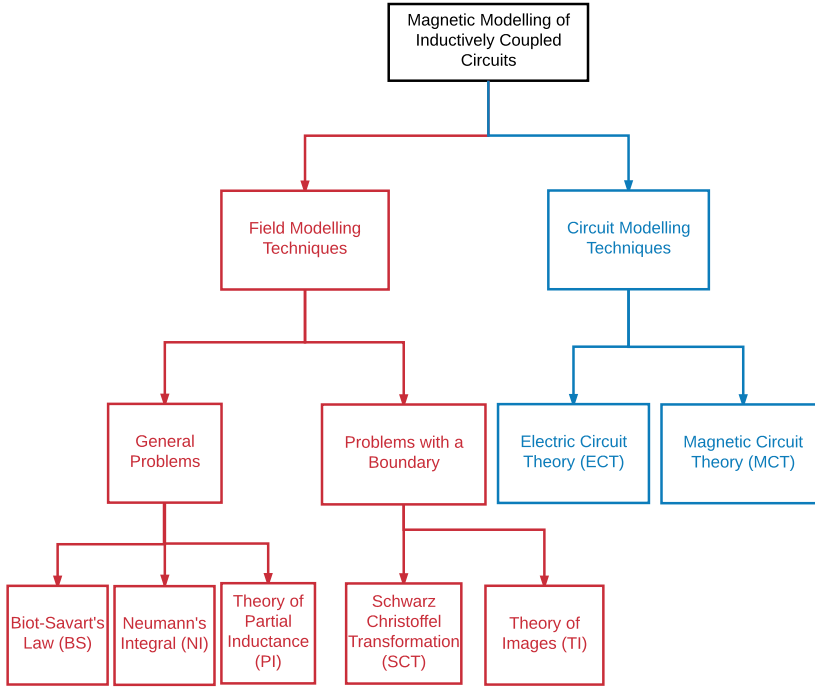 Magnetic Modelling of
Inductively Coupled
Circuits
Field Modelling
Techniques
Circuit Modelling
Techniques
General
Problems
Problems with a
Boundary
Electric Circuit
Theory (ECT)
Magnetic Circuit
Theory (MCT)
Biot-Savart's
Law (BS)
Neumann's
Integral (NI)
Theory of
Partial
Inductance
(PI)
Schwarz
Christoffel
Transformation
(SCT)
Theory of
Images (TI)